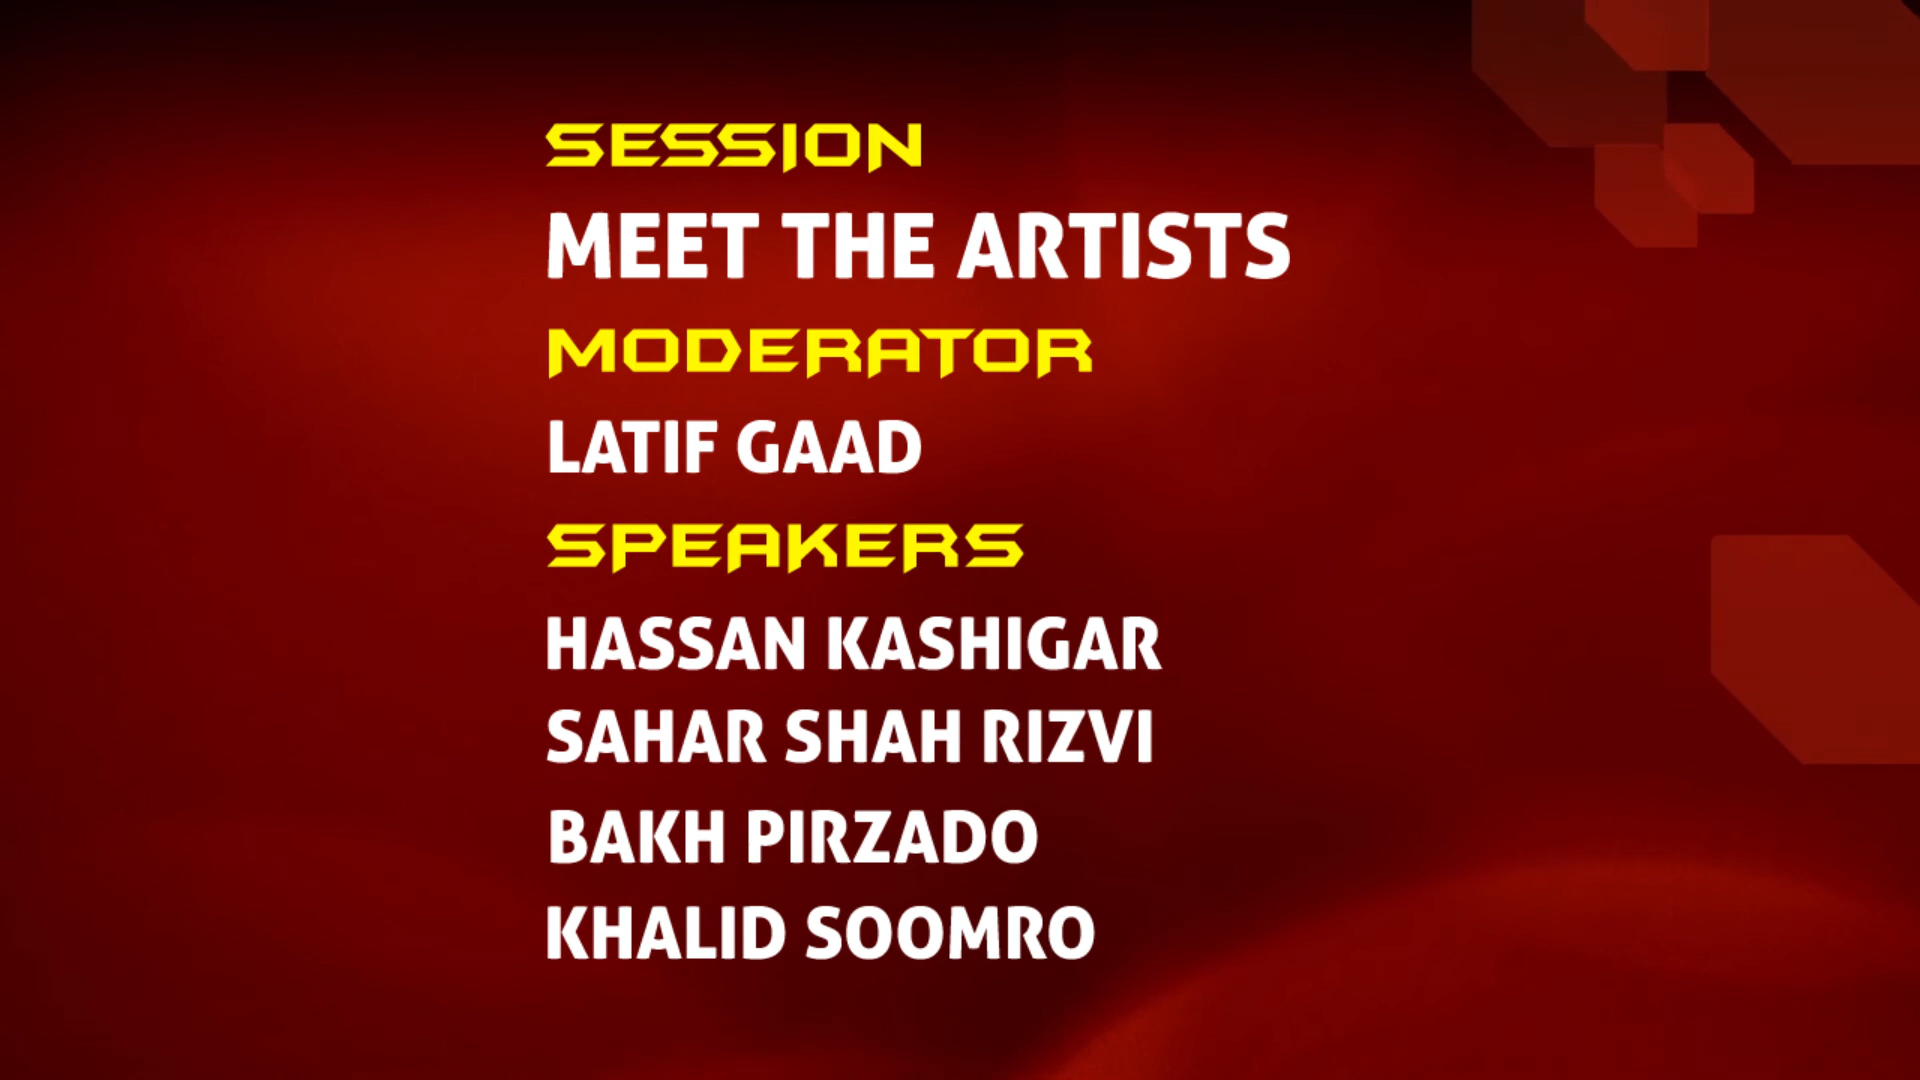 SESSION
MEET THE ARTISTS
MODERATOR
LATIF GAAD
SPEAKERS
HASSAN KASHIGAR
SAHAR SHAH RIZVI
BAKH PIRZADO
KHALID SOOMRO